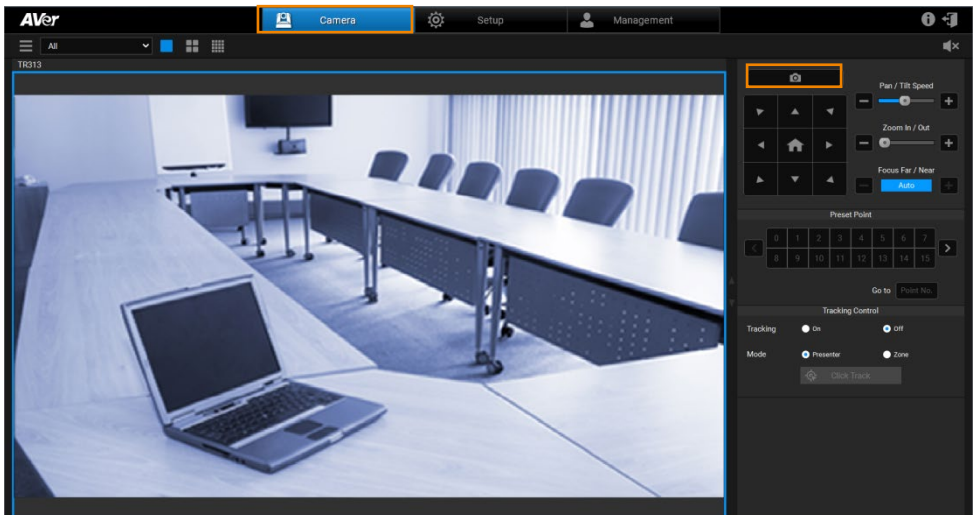 AVer
Camera
Setup
Management
All
TR313
Pan / Tilt Speed
Zoom In / Out
Focus Far / Near
Auto
Preset Point
0 1 2 3 4 5 6 7
8 9 10 11 12 13 14 15
Go to Point No.
Tracking Control
Tracking On Off
Mode Presenter Zone
Click Track